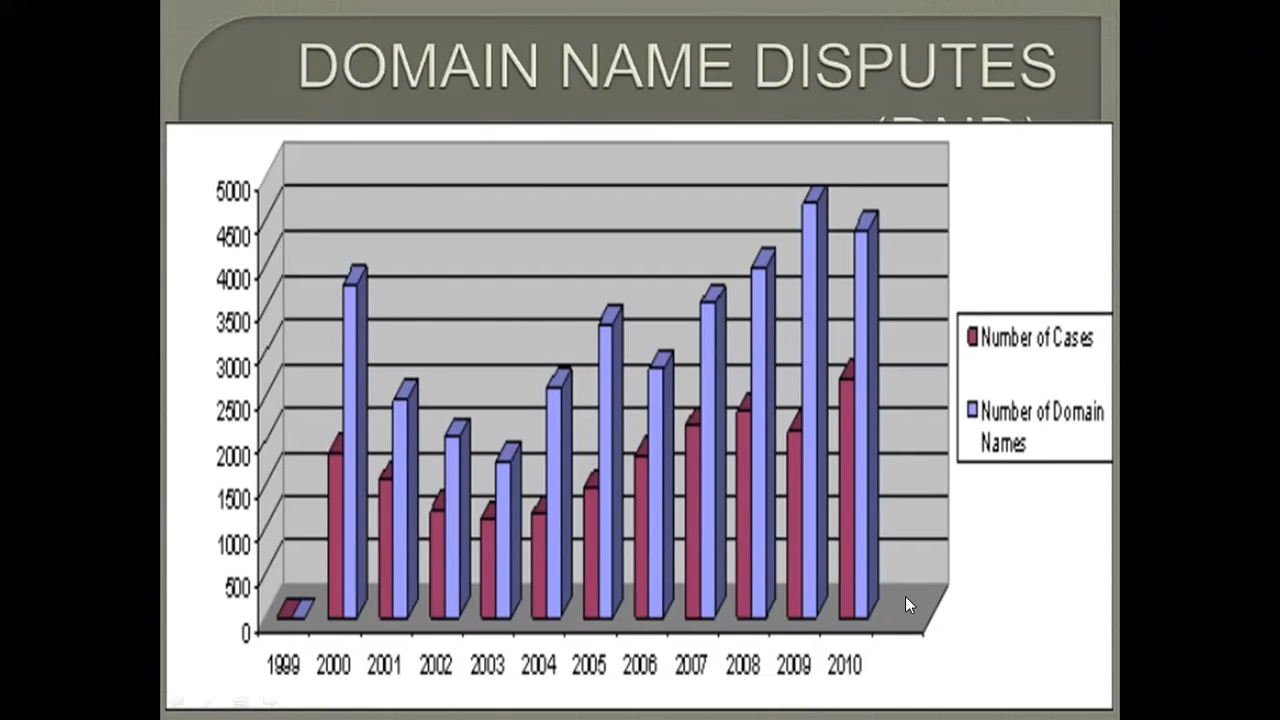 DOMAIN NAME DISPUTES
5000
4500
4000
3500
3000
2500
2000
1500
1000
500
0
Number of Cases
Number of Domain
Names
1999 2000 2001 2002 2003 2004 2005 2006 2007 2008 2009 2010